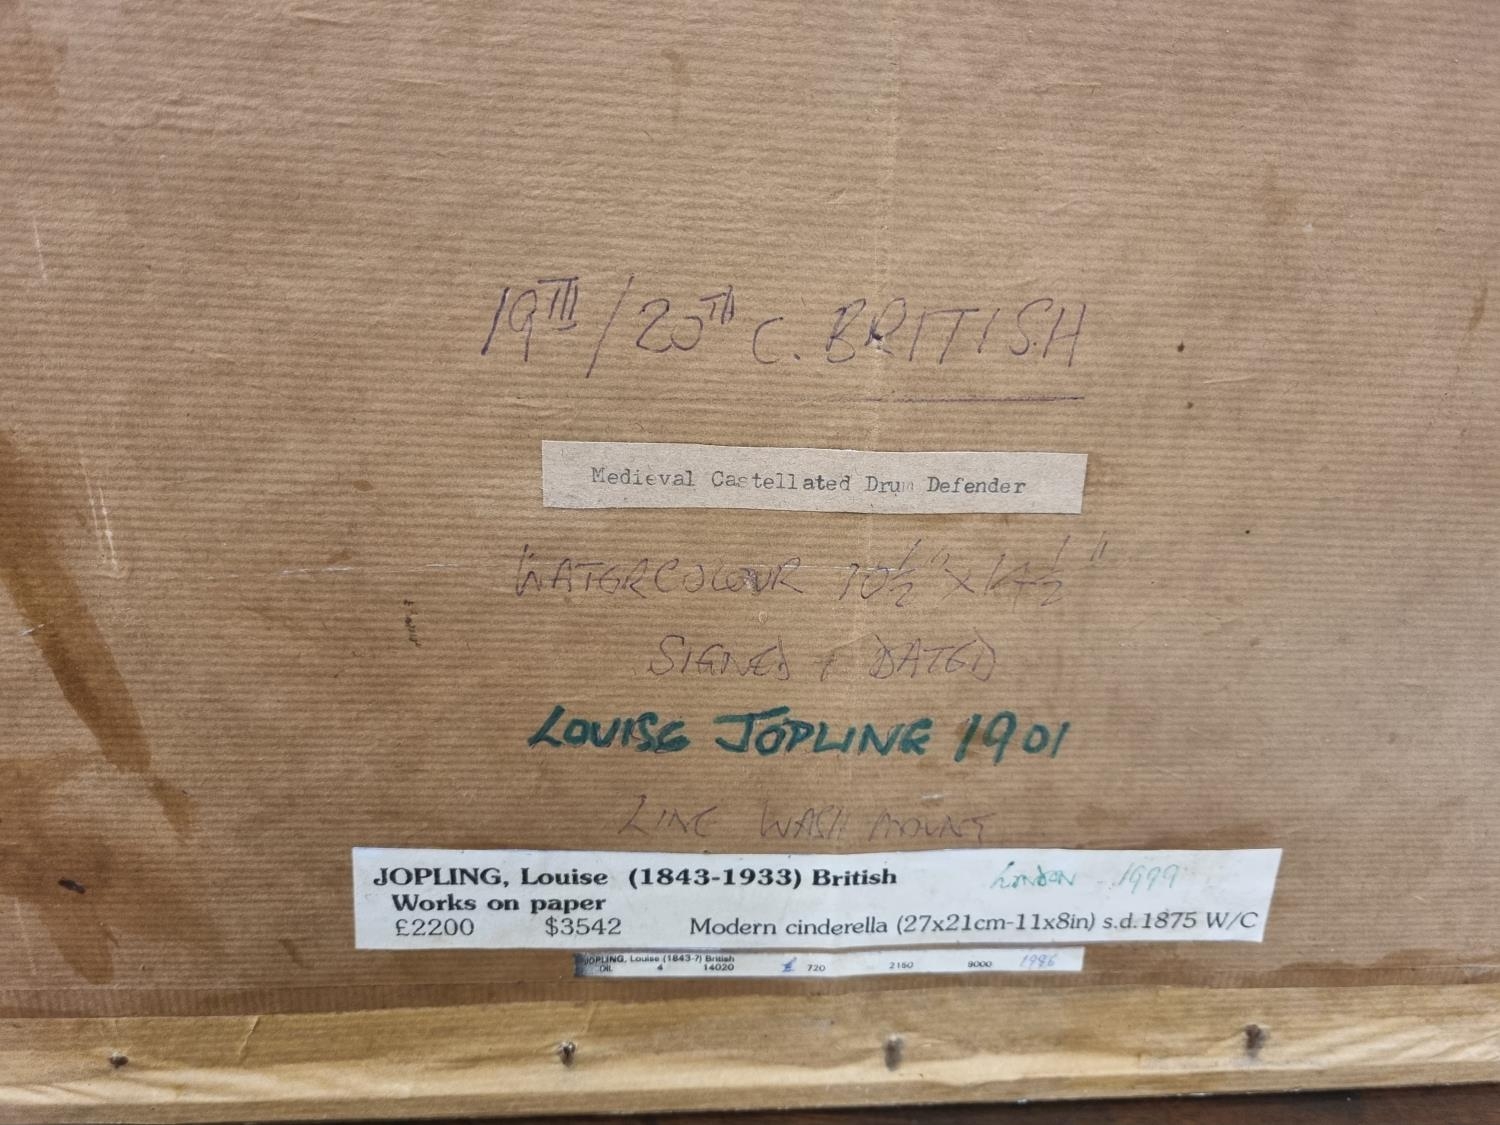 19TH/20TH C. BRITISH
Medieval Castellated Drum Defender
WATERCOLOUR 10½" x 14½"
SIGNED + DATED
LOUISE JOPLING 1901
LINE WASH MOUNT
JOPLING, Louise (1843-1933) British LONDON - 1999
Works on paper
£2200 $3542 Modern cinderella (27x21cm-11x8in) s.d.1875 W/C
JOPLING, Louise (1843-?) British
OIL 4 14020 £ 720 2150 9000 1996